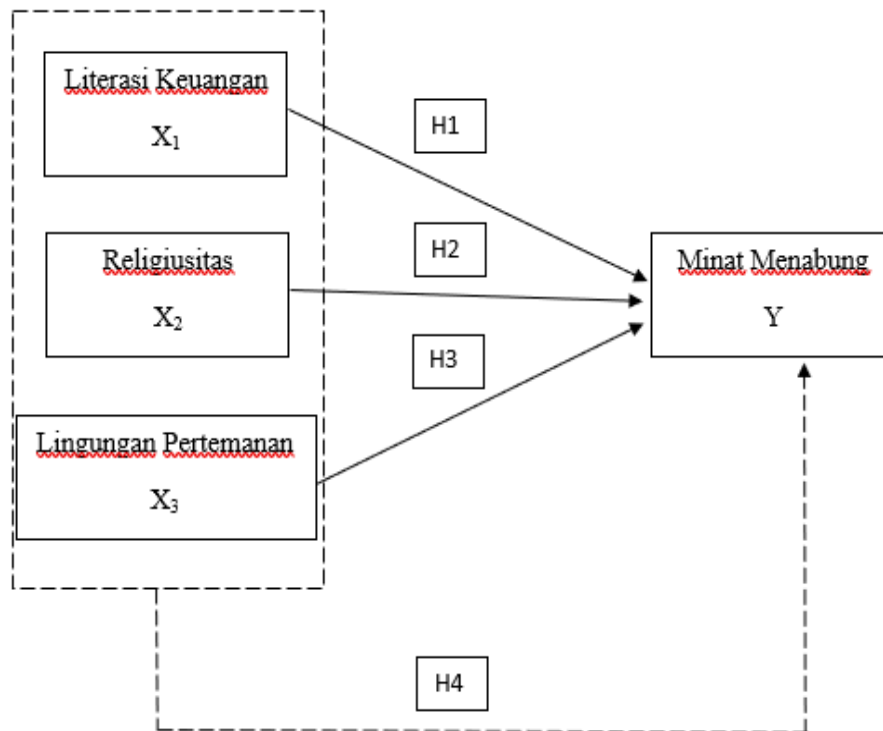 Literasi Keuangan
X₁
H1
Religiusitas
X₂
H2
Minat Menabung
Y
H3
Lingungan Pertemanan
X₃
H4